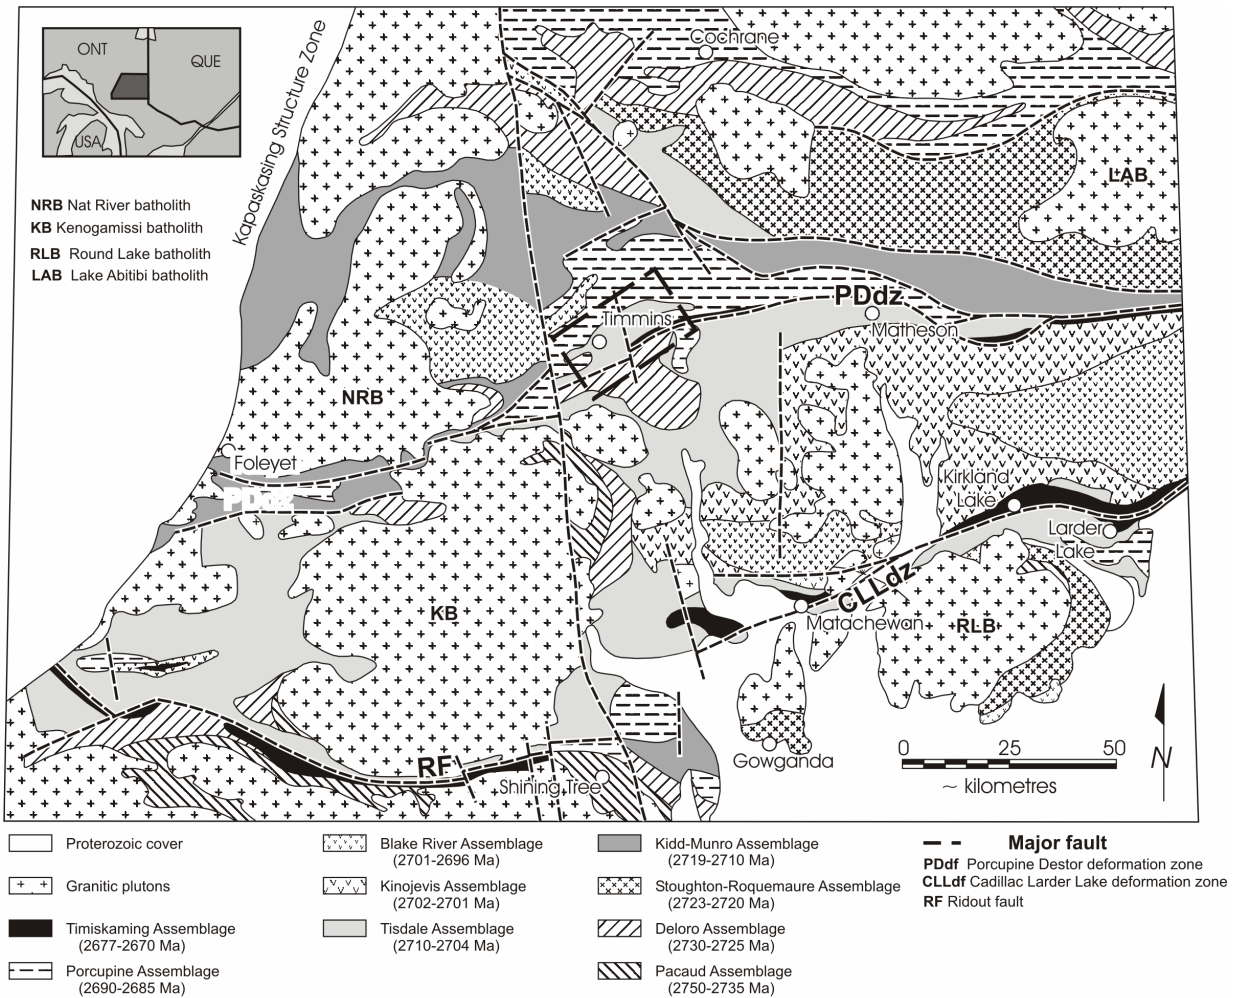 ONT
QUE
USA
Kapaskasing Structure Zone
Cochrane
NRB Nat River batholith
KB Kenogamissi batholith
RLB Round Lake batholith
LAB Lake Abitibi batholith
LAB
PDdz
Timmins
Matheson
NRB
Foleyet
PDdz
Kirkland
Lake
Larder
Lake
CLLdz
KB
Matachewan
RLB
Gowganda
RF
Shining Tree
0 25 50
~ kilometres
N
Proterozoic cover
Granitic plutons
Timiskaming Assemblage
(2677-2670 Ma)
Porcupine Assemblage
(2690-2685 Ma)
Blake River Assemblage
(2701-2696 Ma)
Kinojevis Assemblage
(2702-2701 Ma)
Tisdale Assemblage
(2710-2704 Ma)
Kidd-Munro Assemblage
(2719-2710 Ma)
Stoughton-Roquemaure Assemblage
(2723-2720 Ma)
Deloro Assemblage
(2730-2725 Ma)
Pacaud Assemblage
(2750-2735 Ma)
Major fault
PDdf Porcupine Destor deformation zone
CLLdf Cadillac Larder Lake deformation zone
RF Ridout fault